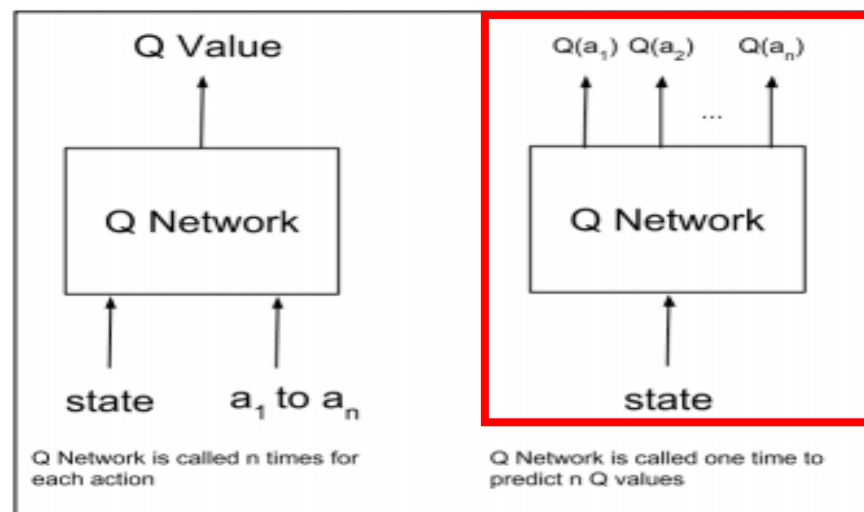 Q Value
Q Network
state a₁ to aₙ
Q Network is called n times for
each action
Q(a₁) Q(a₂) ... Q(aₙ)
Q Network
state
Q Network is called one time to
predict n Q values